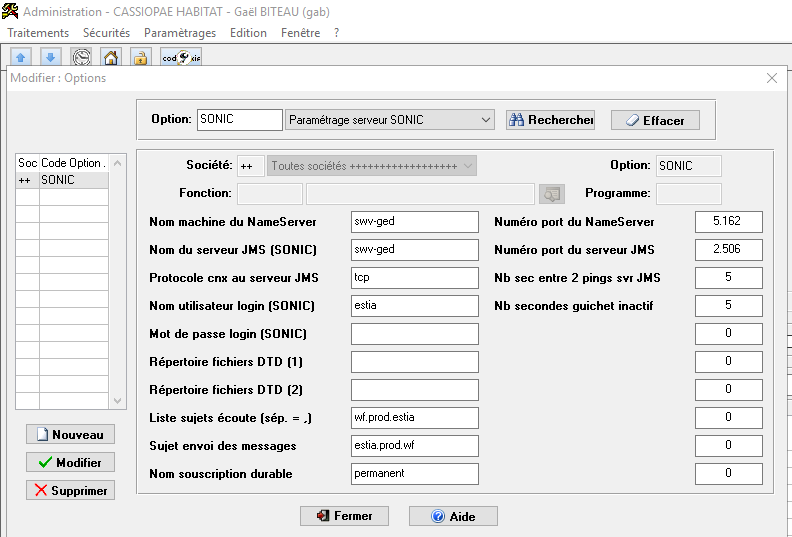 Administration - CASSIOPAE HABITAT - Gaël BITEAU (gab)
Traitements Sécurités Paramètrages Edition Fenêtre ?
Modifier : Options
Option: SONIC Paramétrage serveur SONIC Rechercher Effacer
Soc Code Option .
++ SONIC
Société: ++ Toutes sociétés ++++++++++++++++++ Option: SONIC
Fonction: Programme:
Nom machine du NameServer swv-ged Numéro port du NameServer 5.162
Nom du serveur JMS (SONIC) swv-ged Numéro port du serveur JMS 2.506
Protocole cnx au serveur JMS tcp Nb sec entre 2 pings svr JMS 5
Nom utilisateur login (SONIC) estia Nb secondes guichet inactif 5
Mot de passe login (SONIC) 0
Répertoire fichiers DTD (1) 0
Répertoire fichiers DTD (2) 0
Liste sujets écoute (sép. = ,) wf.prod.estia 0
Sujet envoi des messages estia.prod.wf 0
Nom souscription durable permanent 0
Nouveau
Modifier
Supprimer
Fermer Aide